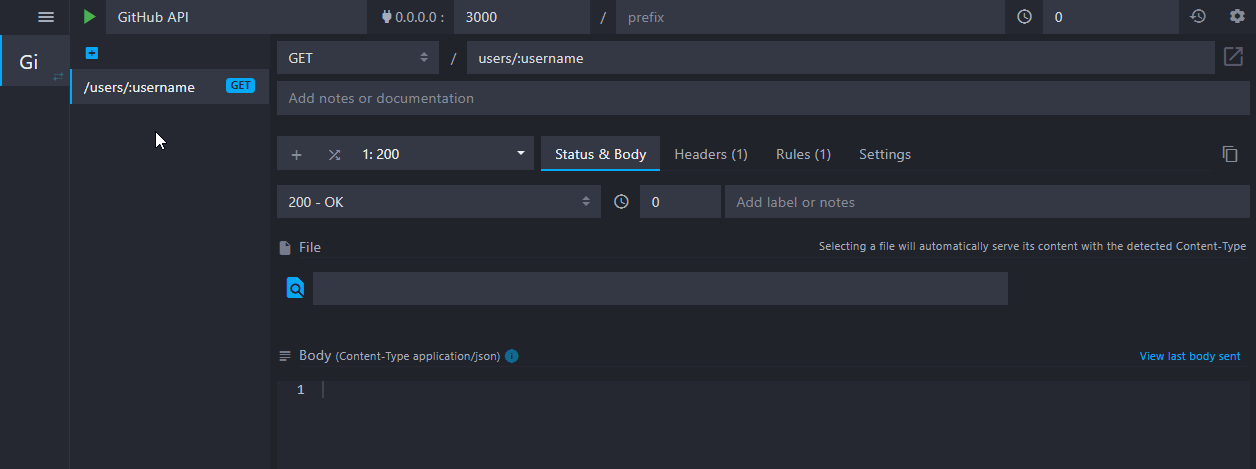 GitHub API 0.0.0.0 : 3000 / prefix 0
Gi
/users/:username GET
GET / users/:username
Add notes or documentation
1: 200 Status & Body Headers (1) Rules (1) Settings
200 - OK 0 Add label or notes
File Selecting a file will automatically serve its content with the detected Content-Type
Body (Content-Type application/json) i View last body sent
1